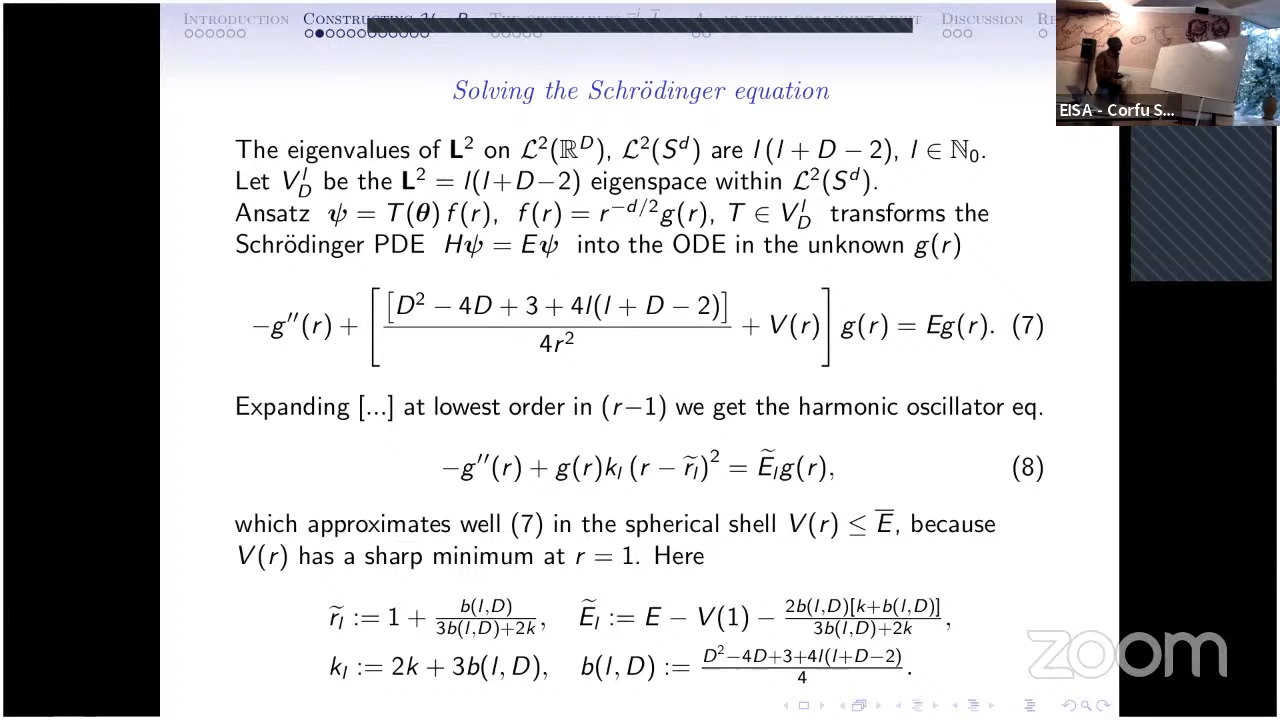 INTRODUCTION CONSTRUCTING DISCUSSION
Solving the Schrödinger equation
EISA - Corfu S...
The eigenvalues of L² on ℒ²(ℝᴰ), ℒ²(Sᵈ) are l(l + D − 2), l ∈ ℕ₀.
Let V_D^l be the L² = l(l+D−2) eigenspace within ℒ²(Sᵈ).
Ansatz ψ = T(θ) f(r), f(r) = r^{−d/2}g(r), T ∈ V_D^l transforms the
Schrödinger PDE Hψ = Eψ into the ODE in the unknown g(r)
−g′′(r) + [ [D² − 4D + 3 + 4l(l + D − 2)] / 4r² + V(r) ] g(r) = Eg(r). (7)
Expanding [...] at lowest order in (r−1) we get the harmonic oscillator eq.
−g′′(r) + g(r)k_l (r − r̃_l)² = Ẽ_l g(r), (8)
which approximates well (7) in the spherical shell V(r) ≤ E̅, because
V(r) has a sharp minimum at r = 1. Here
r̃_l := 1 + b(l,D) / 3b(l,D)+2k, Ẽ_l := E − V(1) − 2b(l,D)[k+b(l,D)] / 3b(l,D)+2k,
k_l := 2k + 3b(l, D), b(l, D) := D²−4D+3+4l(l+D−2) / 4.
zoom